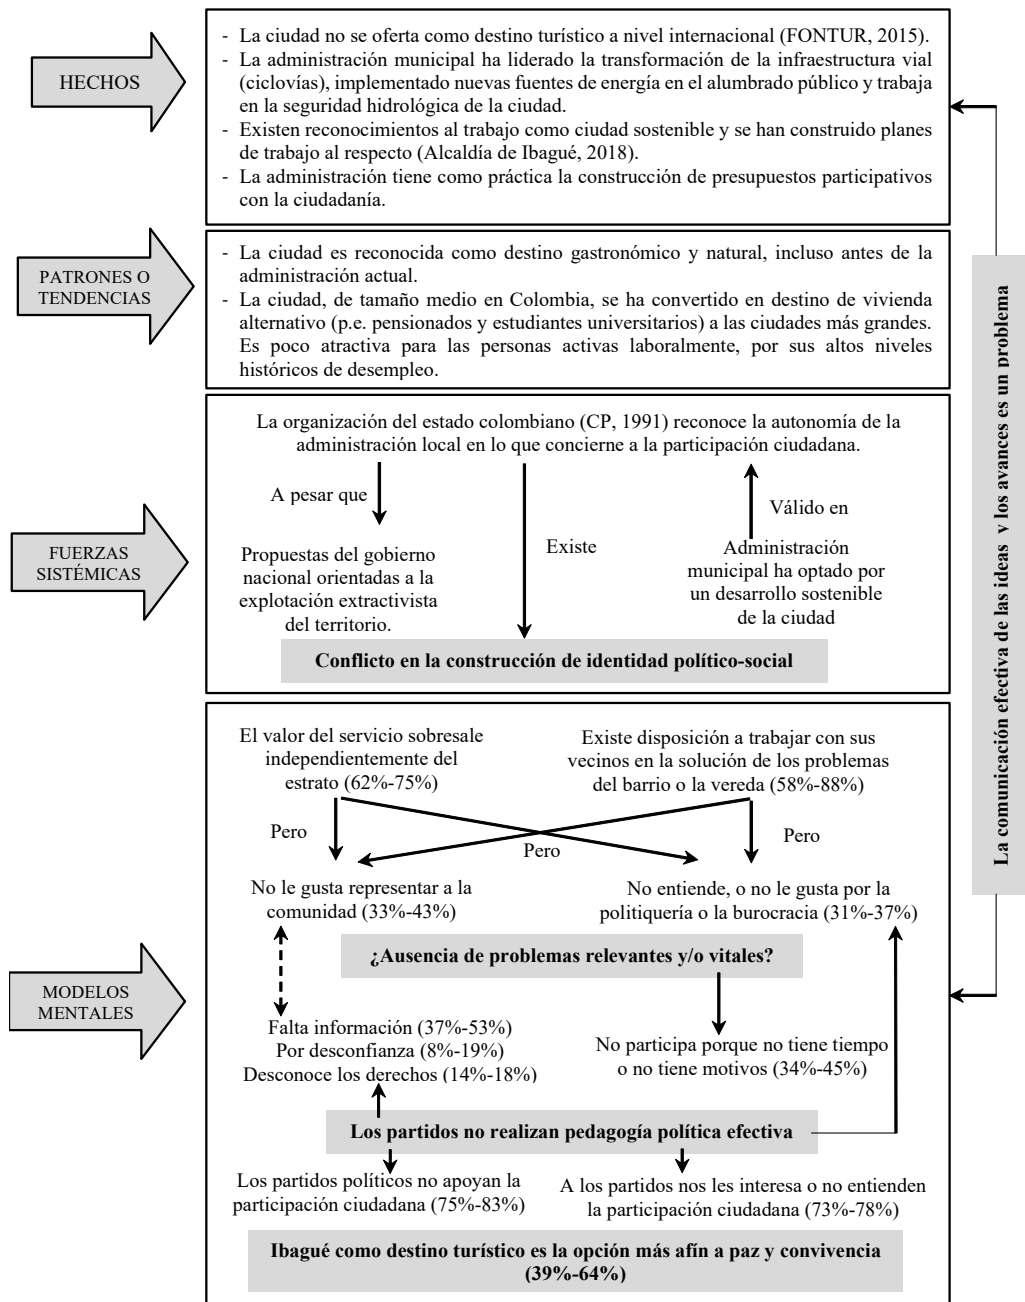 HECHOS
- La ciudad no se oferta como destino turístico a nivel internacional (FONTUR, 2015).
- La administración municipal ha liderado la transformación de la infraestructura vial
(ciclovías), implementado nuevas fuentes de energía en el alumbrado público y trabaja
en la seguridad hidrológica de la ciudad.
- Existen reconocimientos al trabajo como ciudad sostenible y se han construido planes
de trabajo al respecto (Alcaldía de Ibagué, 2018).
- La administración tiene como práctica la construcción de presupuestos participativos
con la ciudadanía.
PATRONES O
TENDENCIAS
- La ciudad es reconocida como destino gastronómico y natural, incluso antes de la
administración actual.
- La ciudad, de tamaño medio en Colombia, se ha convertido en destino de vivienda
alternativo (p.e. pensionados y estudiantes universitarios) a las ciudades más grandes.
Es poco atractiva para las personas activas laboralmente, por sus altos niveles
históricos de desempleo.
FUERZAS
SISTÉMICAS
La organización del estado colombiano (CP, 1991) reconoce la autonomía de la
administración local en lo que concierne a la participación ciudadana.
A pesar que
Existe
Válido en
Propuestas del gobierno
nacional orientadas a la
explotación extractivista
del territorio.
Administración
municipal ha optado por
un desarrollo sostenible
de la ciudad
Conflicto en la construcción de identidad político-social
MODELOS
MENTALES
El valor del servicio sobresale
independientemente del
estrato (62%-75%)
Existe disposición a trabajar con sus
vecinos en la solución de los problemas
del barrio o la vereda (58%-88%)
Pero
Pero
Pero
No le gusta representar a la
comunidad (33%-43%)
No entiende, o no le gusta por la
politiquería o la burocracia (31%-37%)
¿Ausencia de problemas relevantes y/o vitales?
Falta información (37%-53%)
Por desconfianza (8%-19%)
Desconoce los derechos (14%-18%)
No participa porque no tiene tiempo
o no tiene motivos (34%-45%)
Los partidos no realizan pedagogía política efectiva
Los partidos políticos no apoyan la
participación ciudadana (75%-83%)
A los partidos nos les interesa o no entienden
la participación ciudadana (73%-78%)
Ibagué como destino turístico es la opción más afín a paz y convivencia
(39%-64%)
La comunicación efectiva de las ideas y los avances es un problema